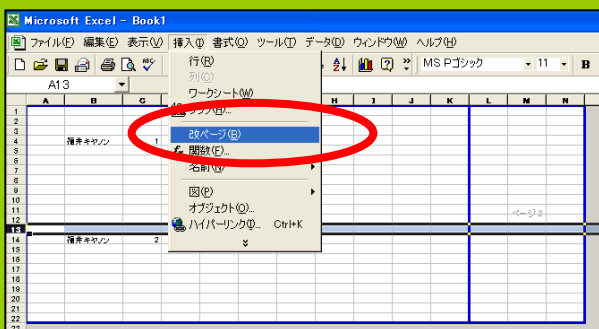 Microsoft Excel - Book1
ファイル(F) 編集(E) 表示(V) 挿入(I) 書式(O) ツール(T) データ(D) ウィンドウ(W) ヘルプ(H)
MS Pゴシック 11 B
A13
行(R)
列(C)
ワークシート(W)
グラフ(H)...
改ページ(B)
関数(F)...
名前(N)
図(P)
オブジェクト(O)...
ハイパーリンク(I)... Ctrl+K
A B C H I J K L M N
1
2
3
4 福井キヤノン 1
5
6
7
8
9
10
11 ページ 2
12
13
14 福井キヤノン 2
15
16
17
18
19
20
21
22